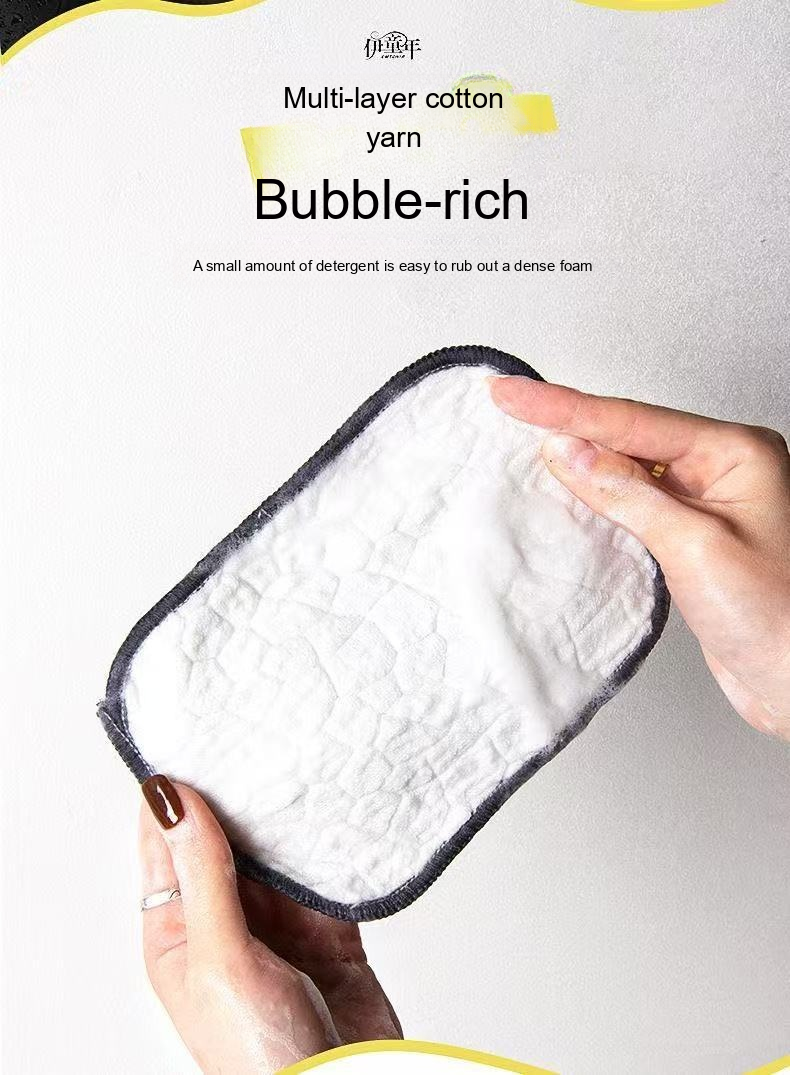 伊童年
Multi-layer cotton
yarn
Bubble-rich
A small amount of detergent is easy to rub out a dense foam